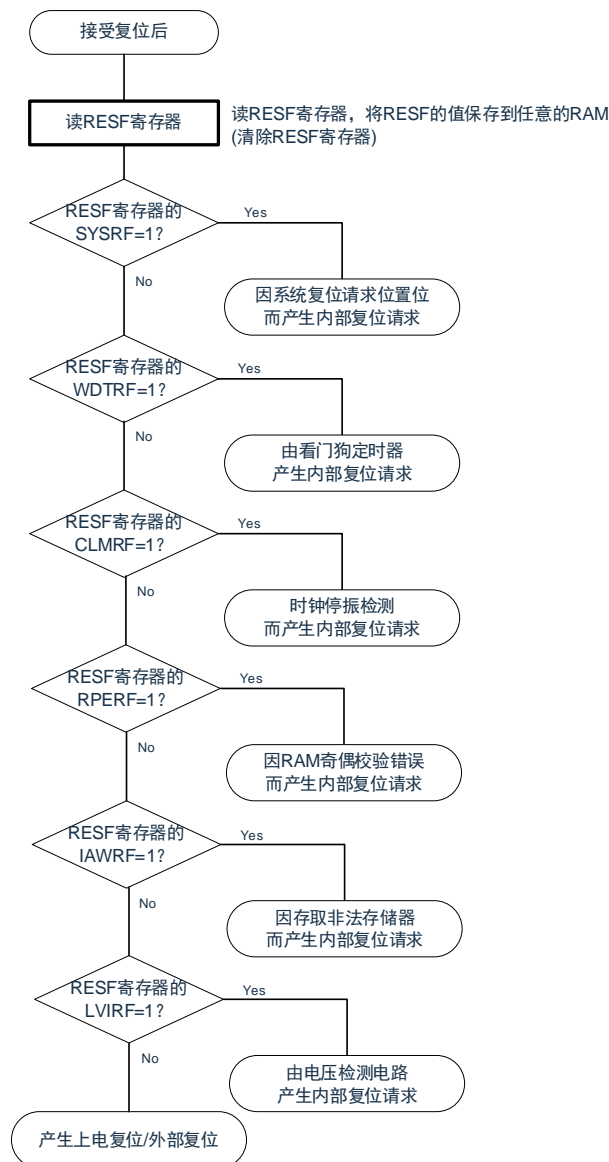 接受复位后
读RESF寄存器
读RESF寄存器，将RESF的值保存到任意的RAM
(清除RESF寄存器)
RESF寄存器的
SYSRF=1?
Yes
No
因系统复位请求位置位
而产生内部复位请求
RESF寄存器的
WDTRF=1?
Yes
No
由看门狗定时器
产生内部复位请求
RESF寄存器的
CLMRF=1?
Yes
No
时钟停振检测
而产生内部复位请求
RESF寄存器的
RPERF=1?
Yes
No
因RAM奇偶校验错误
而产生内部复位请求
RESF寄存器的
IAWRF=1?
Yes
No
因存取非法存储器
而产生内部复位请求
RESF寄存器的
LVIRF=1?
Yes
No
由电压检测电路
产生内部复位请求
产生上电复位/外部复位